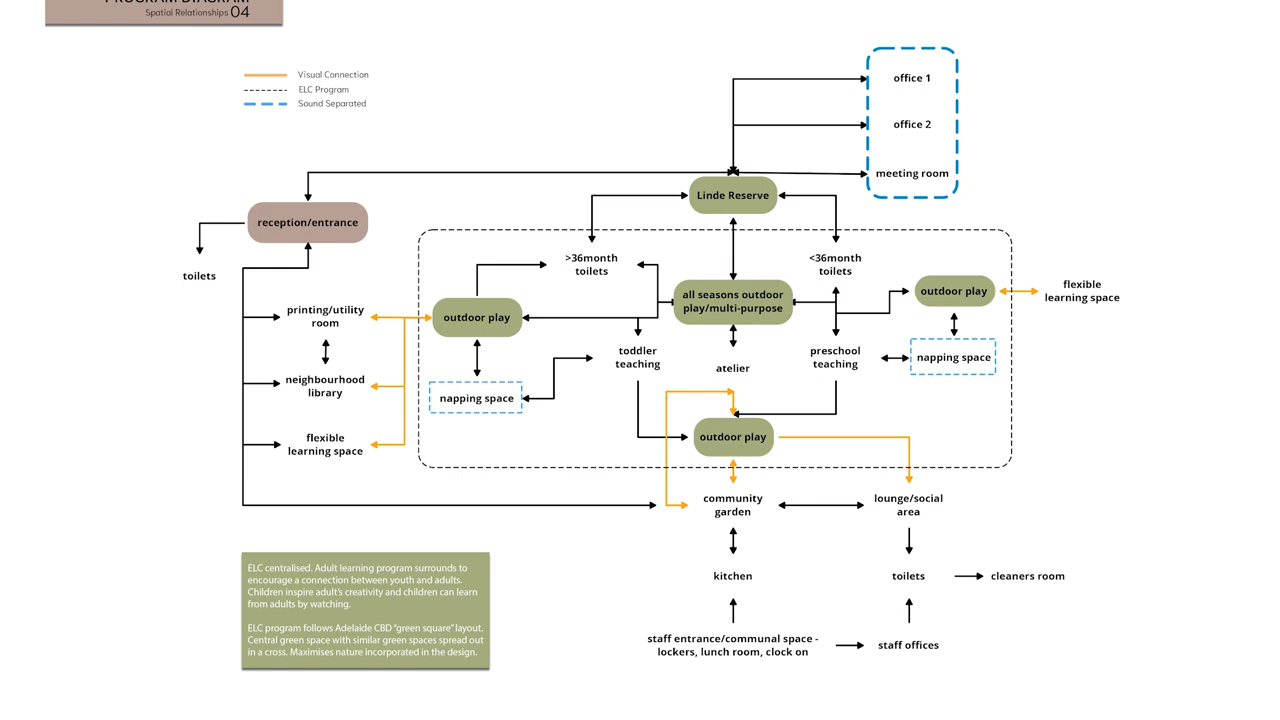 PROGRAM DIAGRAM
Spatial Relationships 04
Visual Connection
ELC Program
Sound Separated
office 1
office 2
meeting room
Linde Reserve
reception/entrance
toilets
>36month
toilets
<36month
toilets
all seasons outdoor
play/multi-purpose
outdoor play
flexible
learning space
printing/utility
room
outdoor play
toddler
teaching
atelier
preschool
teaching
napping space
neighbourhood
library
napping space
flexible
learning space
outdoor play
community
garden
lounge/social
area
kitchen
toilets
cleaners room
staff entrance/communal space -
lockers, lunch room, clock on
staff offices
ELC centralised. Adult learning program surrounds to
encourage a connection between youth and adults.
Children inspire adult's creativity and children can learn
from adults by watching.
ELC program follows Adelaide CBD "green square" layout.
Central green space with similar green spaces spread out
in a cross. Maximises nature incorporated in the design.